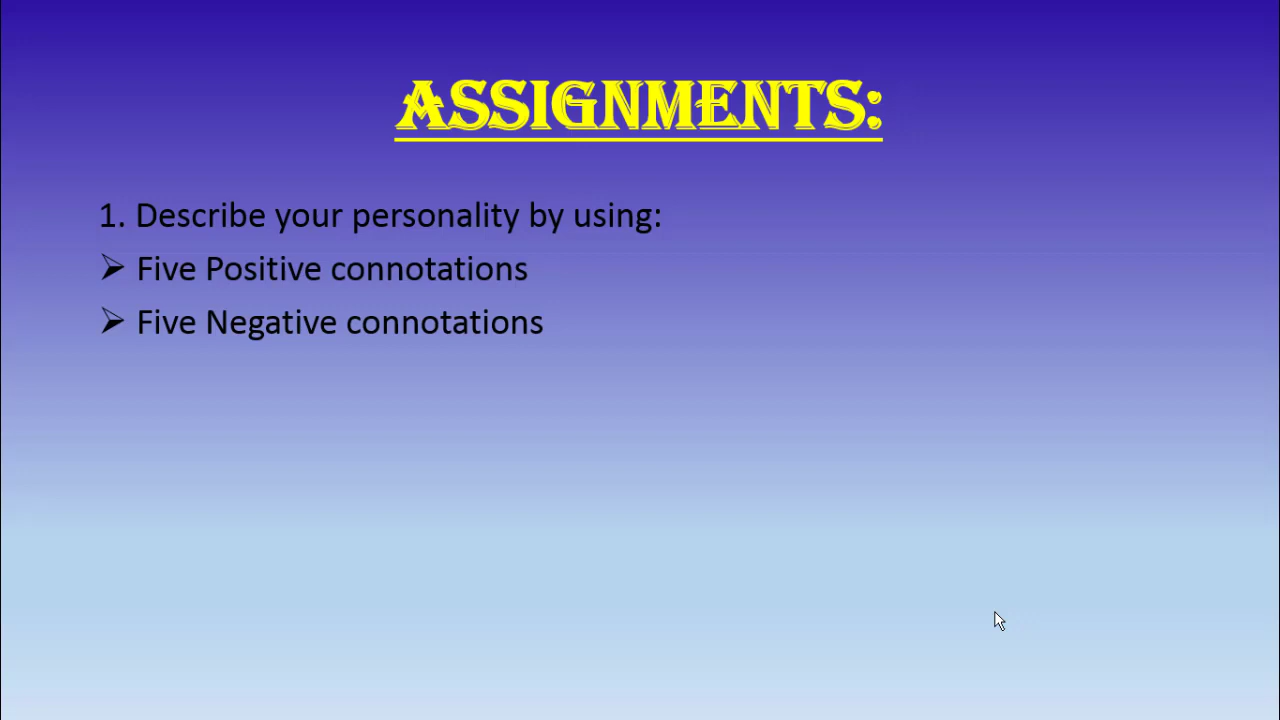 ASSIGNMENTS:
1. Describe your personality by using:
➢ Five Positive connotations
➢ Five Negative connotations